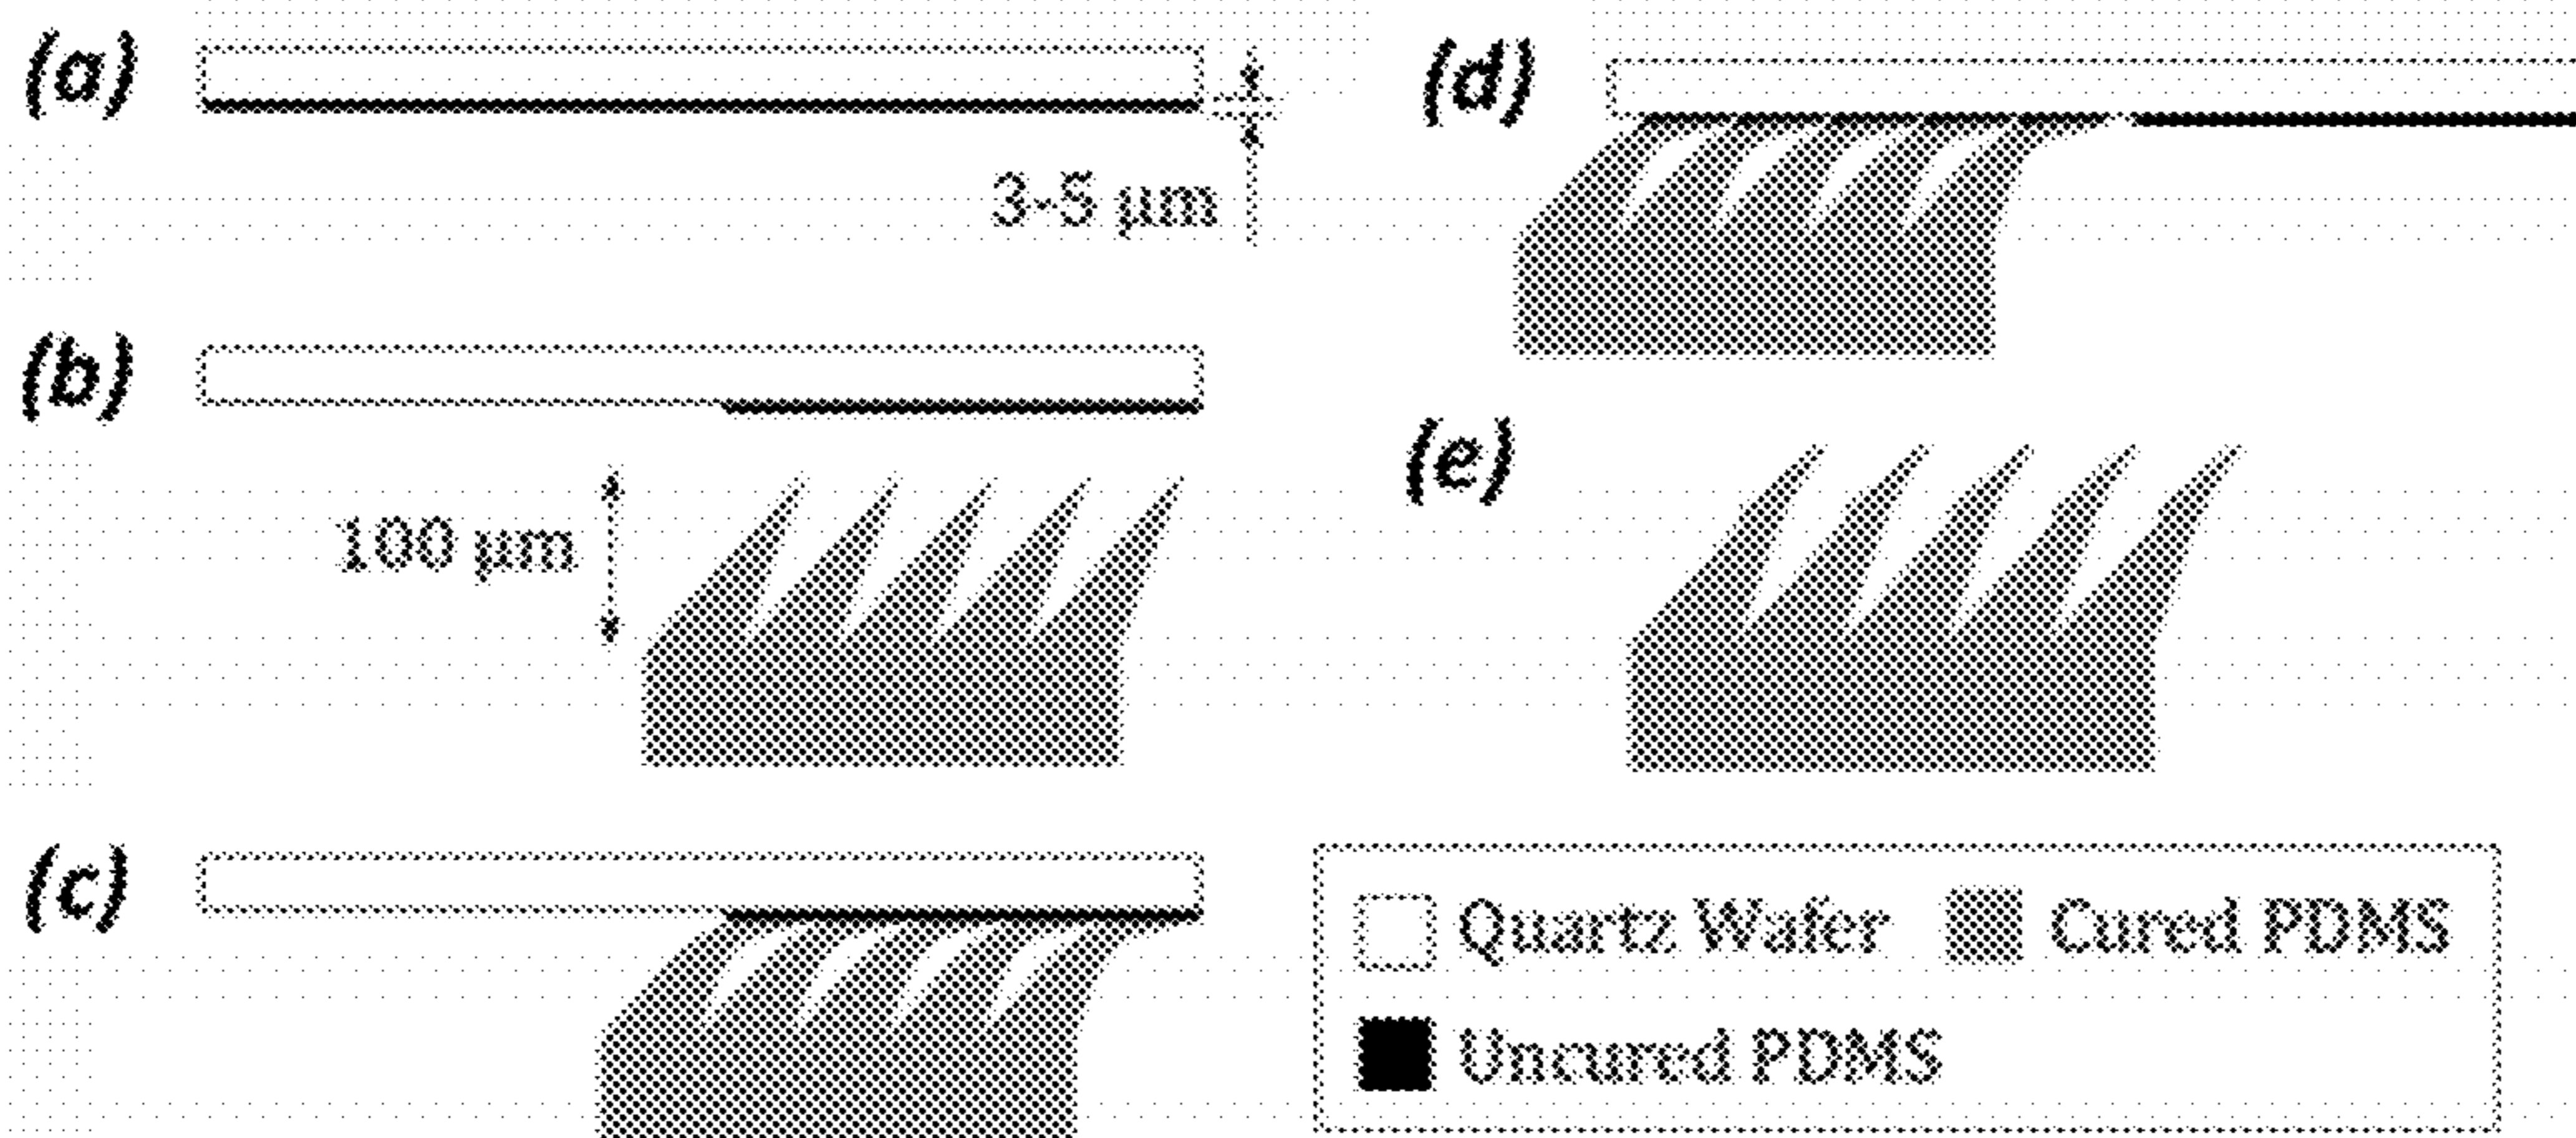 (a)
3-5 μm
(b)
100 μm
(c)
(d)
(e)
Quartz Wafer Cured PDMS
Uncured PDMS